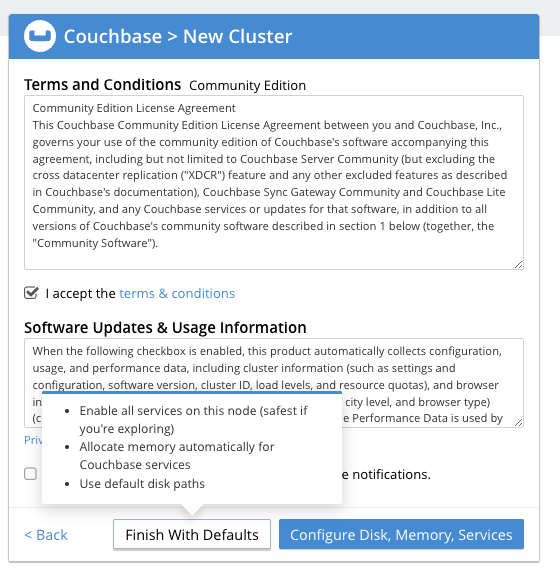 Couchbase > New Cluster
Terms and Conditions Community Edition
Community Edition License Agreement
This Couchbase Community Edition License Agreement between you and Couchbase, Inc.,
governs your use of the community edition of Couchbase's software accompanying this
agreement, including but not limited to Couchbase Server Community (but excluding the
cross datacenter replication ("XDCR") feature and any other excluded features as described
in Couchbase's documentation), Couchbase Sync Gateway Community and Couchbase Lite
Community, and any Couchbase services or updates for that software, in addition to all
versions of Couchbase's community software described in section 1 below (together, the
"Community Software").
I accept the terms & conditions
Software Updates & Usage Information
When the following checkbox is enabled, this product automatically collects configuration,
usage, and performance data, including cluster information (such as settings and
configuration, software version, cluster ID, load levels, and resource quotas), and browser
in city level, and browser type)
(c e Performance Data is used by
Enable all services on this node (safest if
you're exploring)
Allocate memory automatically for
Couchbase services
Use default disk paths
Priv
e notifications.
< Back
Finish With Defaults
Configure Disk, Memory, Services